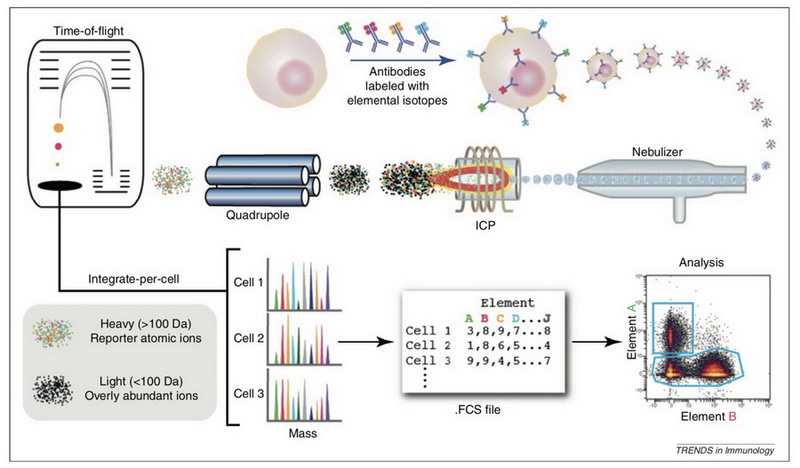 Time-of-flight
Antibodies
labeled with
elemental isotopes
Nebulizer
Quadrupole
ICP
Integrate-per-cell
Heavy (>100 Da)
Reporter atomic ions
Light (<100 Da)
Overly abundant ions
Cell 1
Cell 2
Cell 3
Mass
Element
A B C D...J
Cell 1 3,8,9,7...8
Cell 2 1,8,6,5...4
Cell 3 9,9,4,5...7
.FCS file
Analysis
Element A
Element B
TRENDS in Immunology